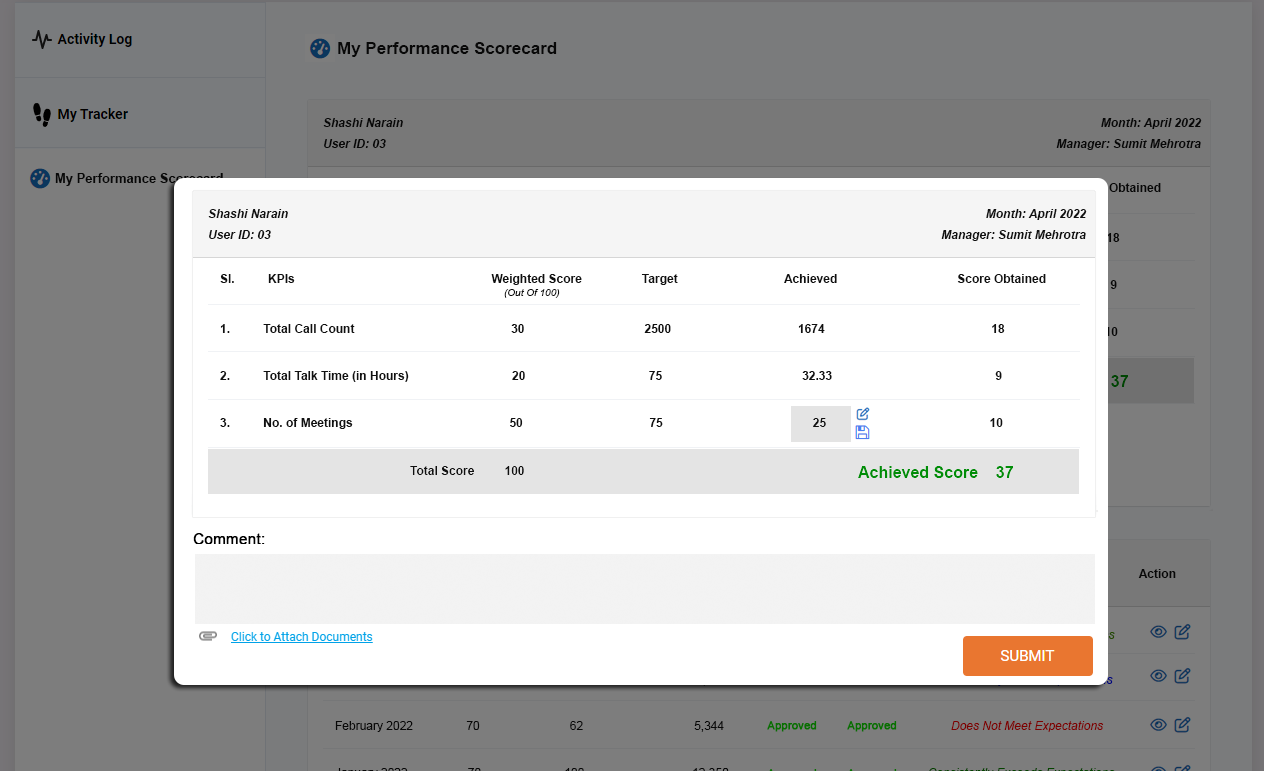 Activity Log
My Performance Scorecard
My Tracker
Shashi Narain
Month: April 2022
User ID: 03
Manager: Sumit Mehrotra
My Performance Scorecard
Obtained
18
9
10
37
Shashi Narain
Month: April 2022
User ID: 03
Manager: Sumit Mehrotra
Sl. KPIs Weighted Score Target Achieved Score Obtained
(Out Of 100)
1. Total Call Count 30 2500 1674 18
2. Total Talk Time (in Hours) 20 75 32.33 9
3. No. of Meetings 50 75 25 10
Total Score 100 Achieved Score 37
Comment:
Click to Attach Documents
SUBMIT
Action
February 2022 70 62 5,344 Approved Approved Does Not Meet Expectations
January 2022